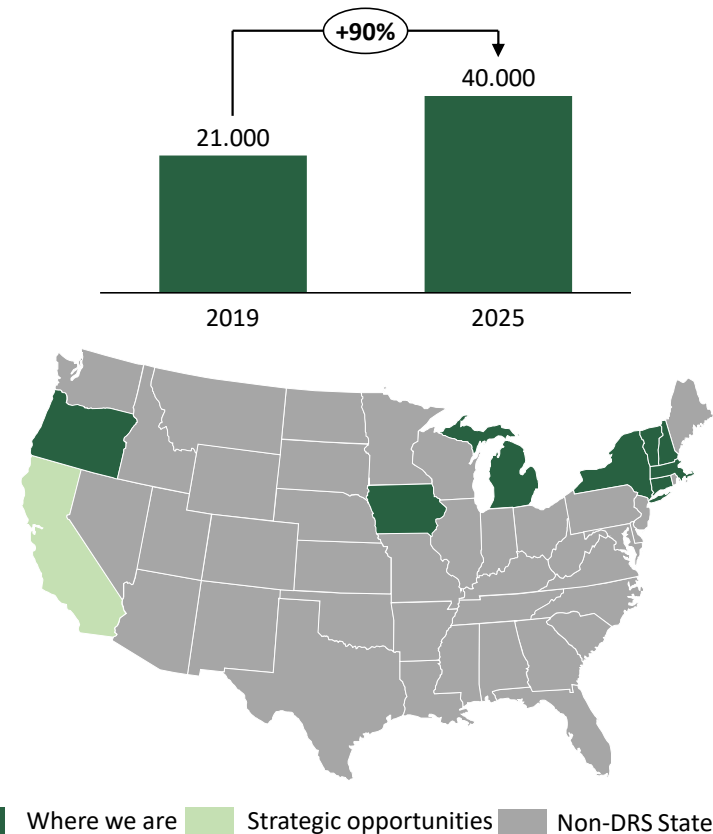 +90%
40.000
21.000
2019 2025
Where we are Strategic opportunities Non-DRS State